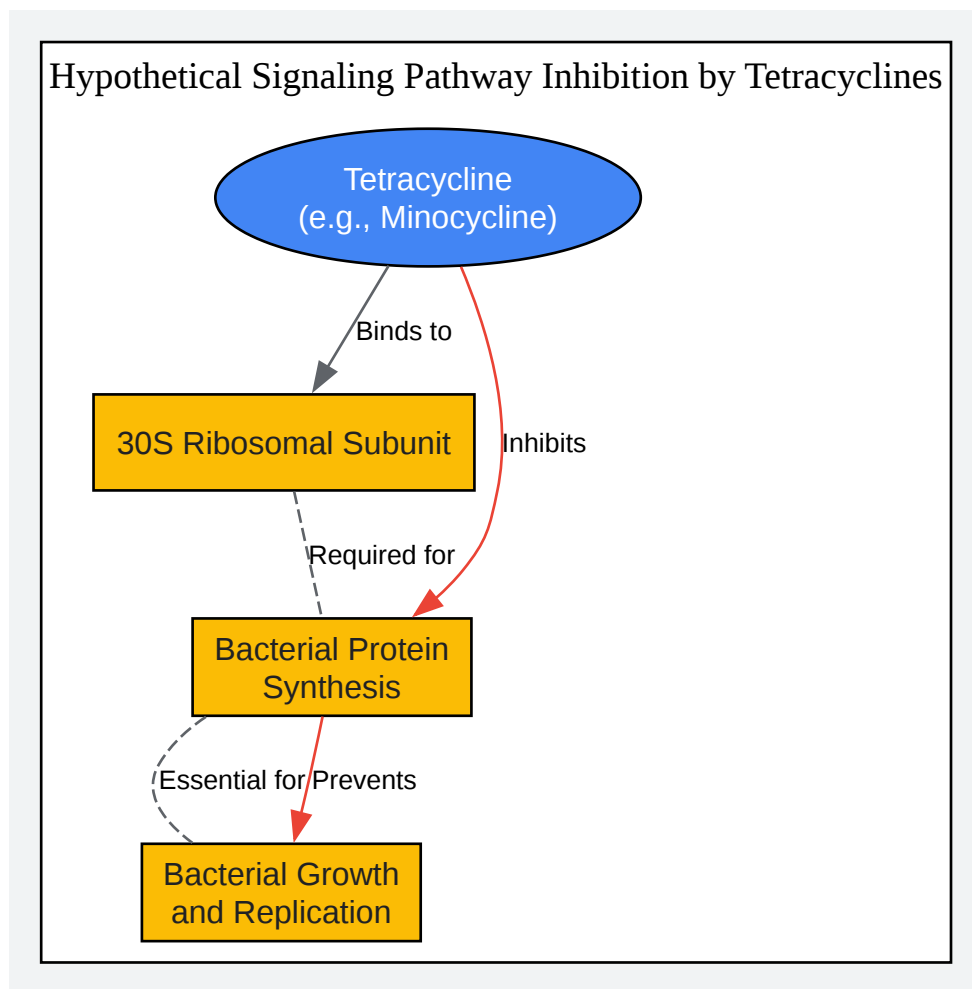 Hypothetical Signaling Pathway Inhibition by Tetracyclines
Tetracycline
(e.g., Minocycline)
Binds to
30S Ribosomal Subunit
Inhibits
Required for
Bacterial Protein
Synthesis
Essential for
Prevents
Bacterial Growth
and Replication